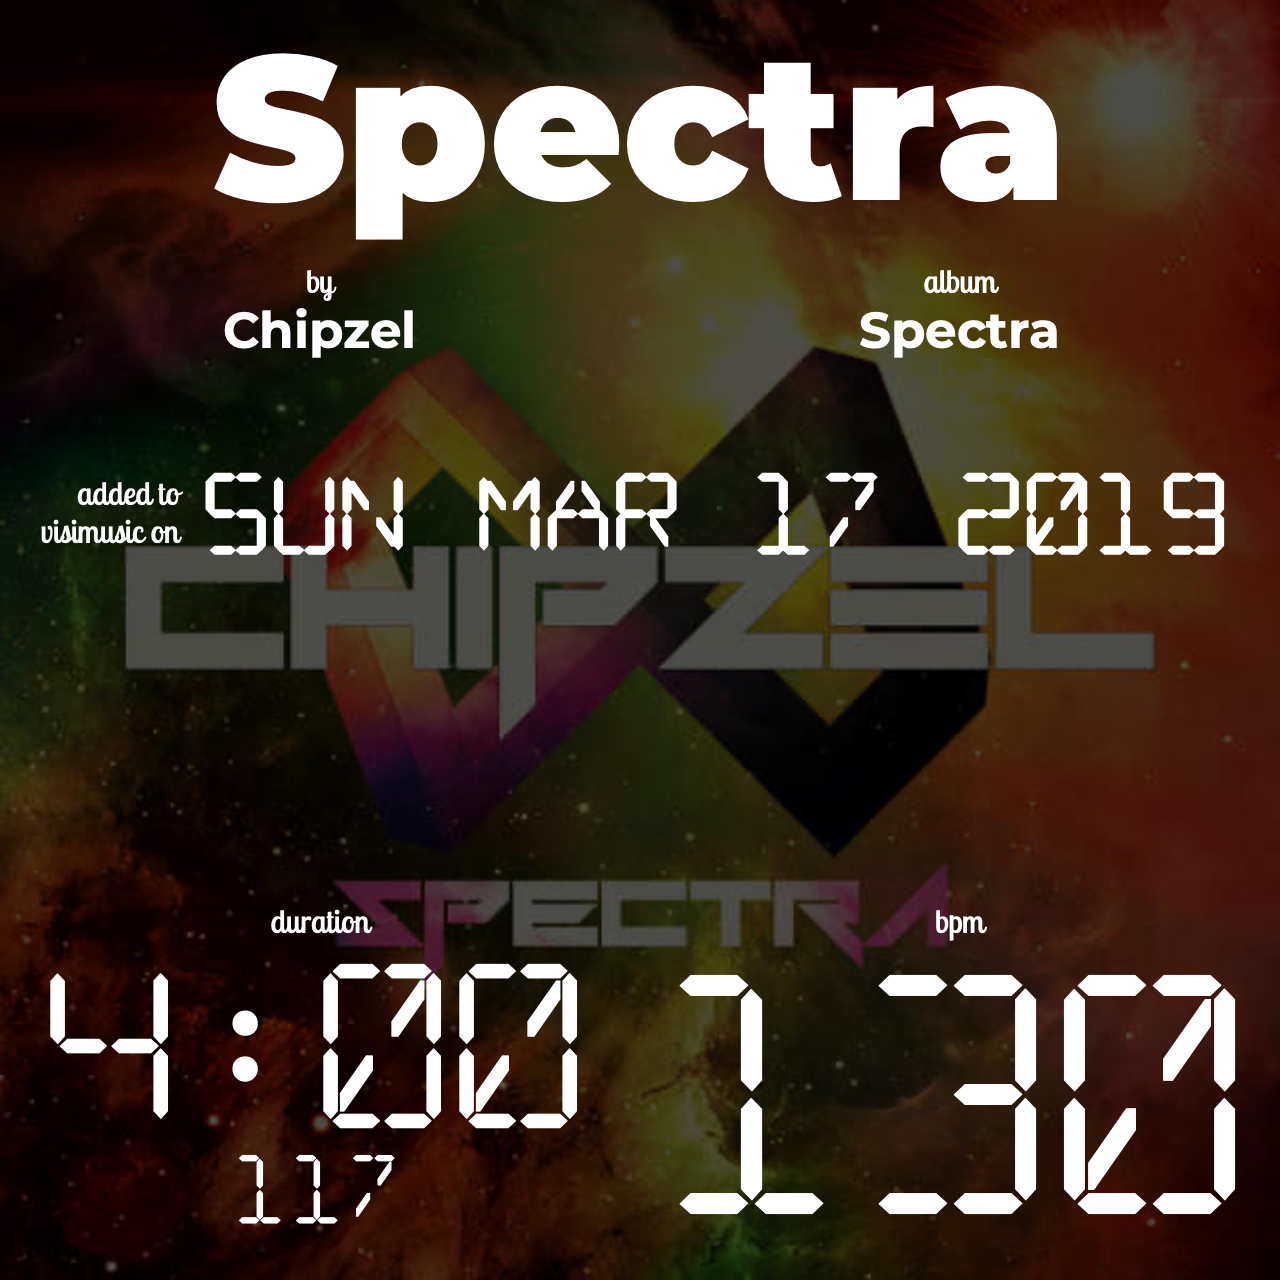 Spectra
by
Chipzel
album
Spectra
added to
visimusic on
SUN MAR 17 2019
CHIPZEL
SPECTRA
duration
4:00
117
bpm
130